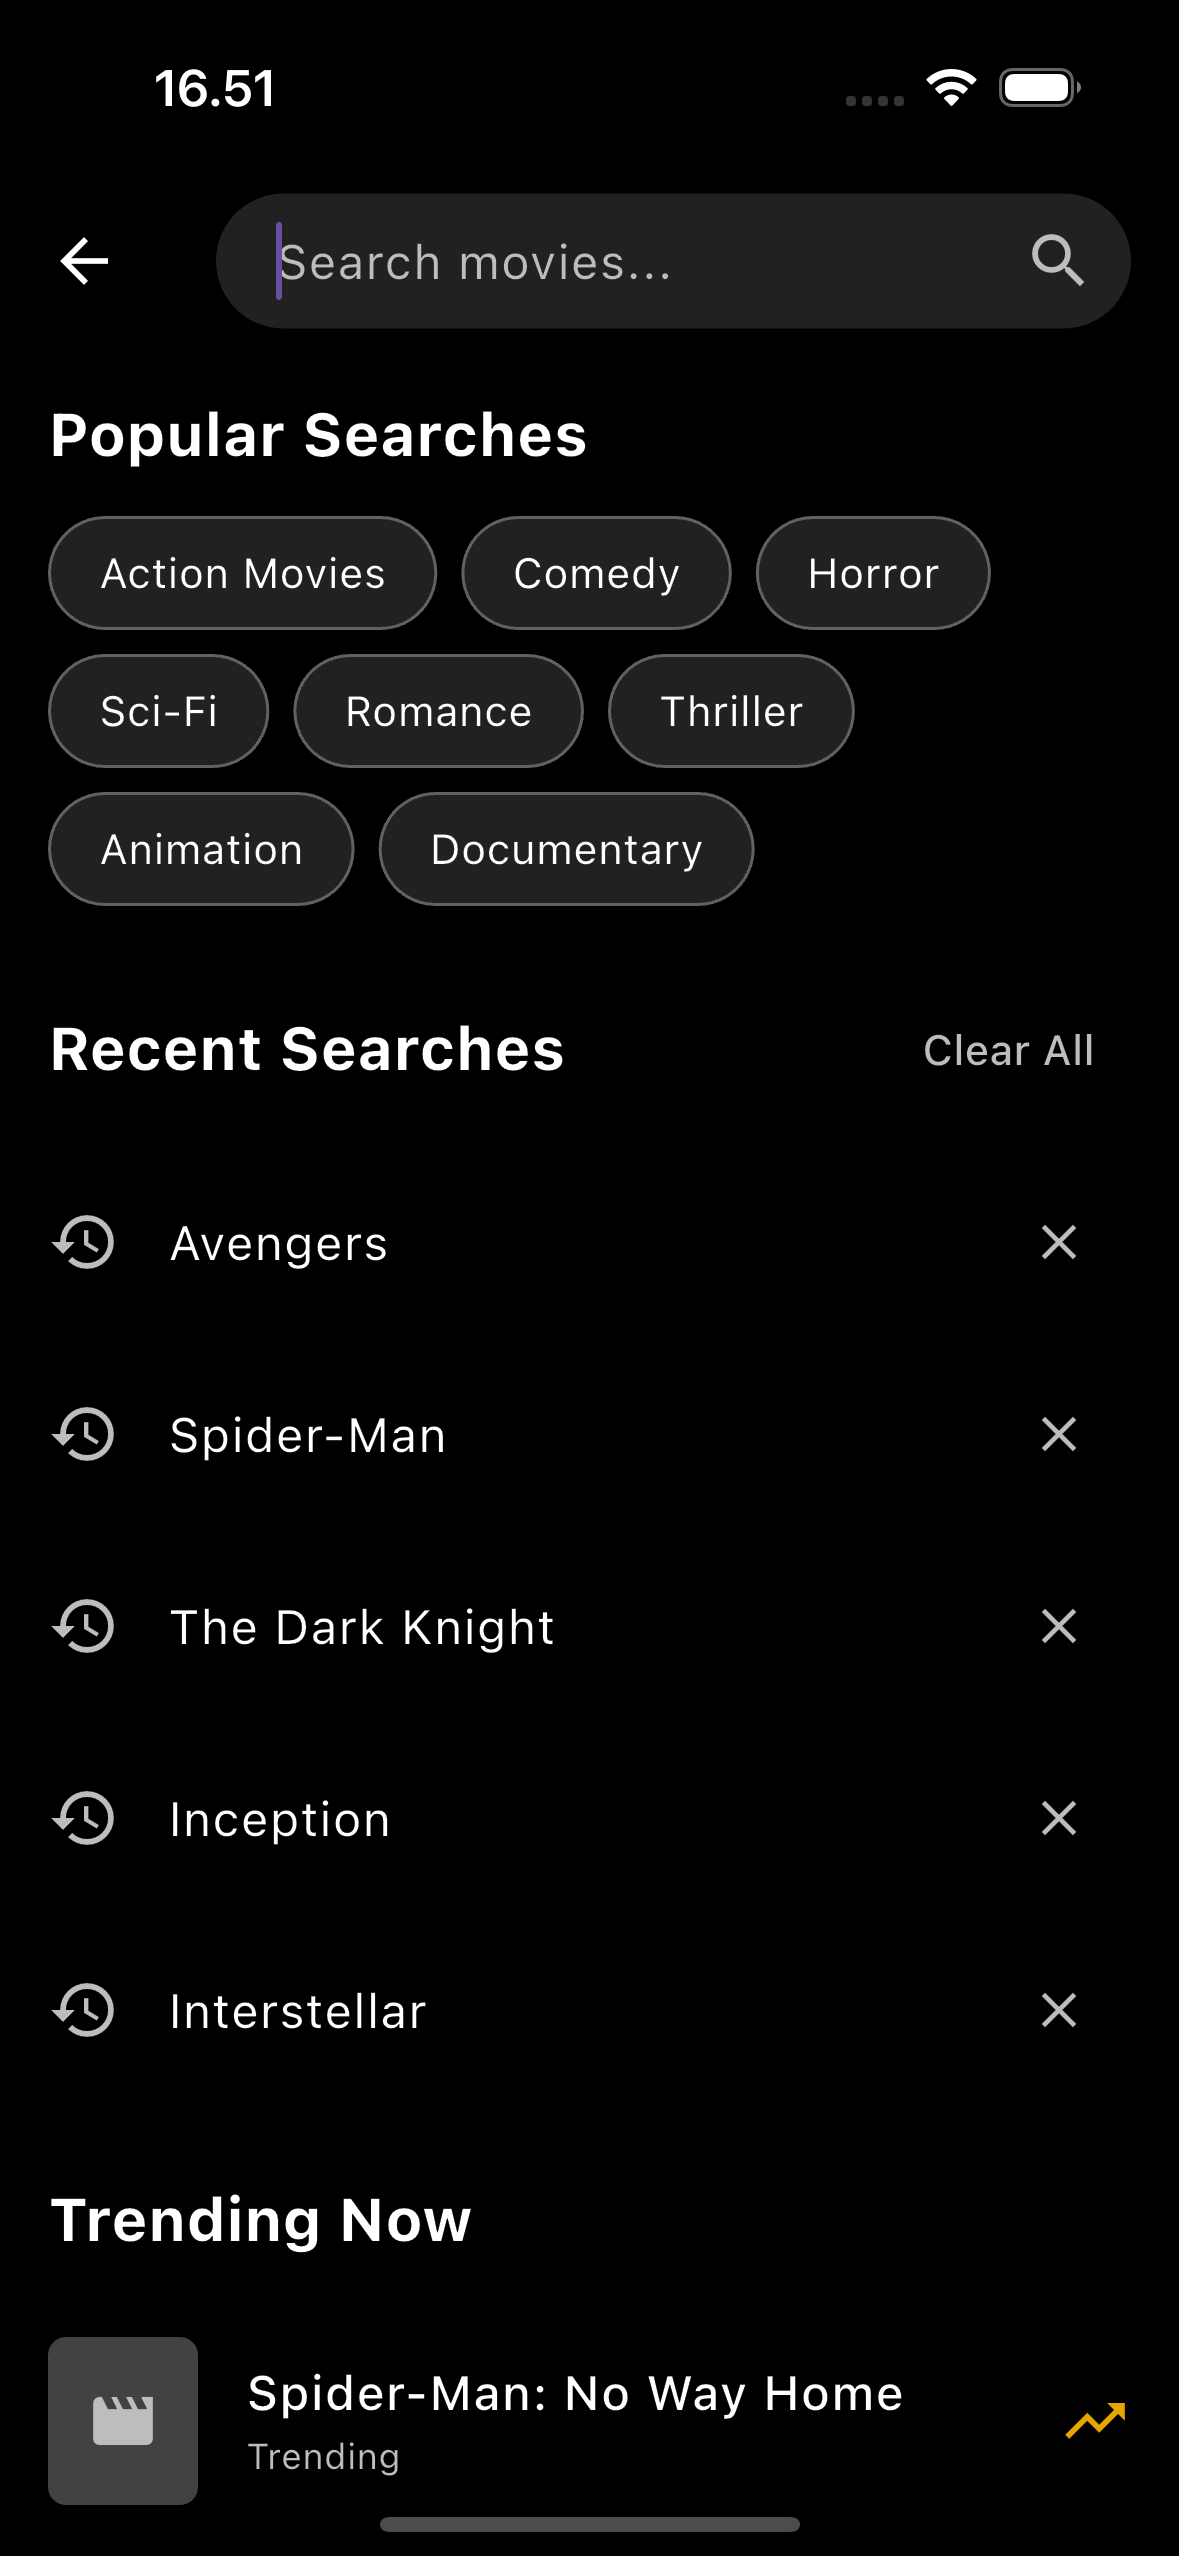 16.51
Search movies...
Popular Searches
Action Movies Comedy Horror
Sci-Fi Romance Thriller
Animation Documentary
Recent Searches Clear All
Avengers
Spider-Man
The Dark Knight
Inception
Interstellar
Trending Now
Spider-Man: No Way Home
Trending